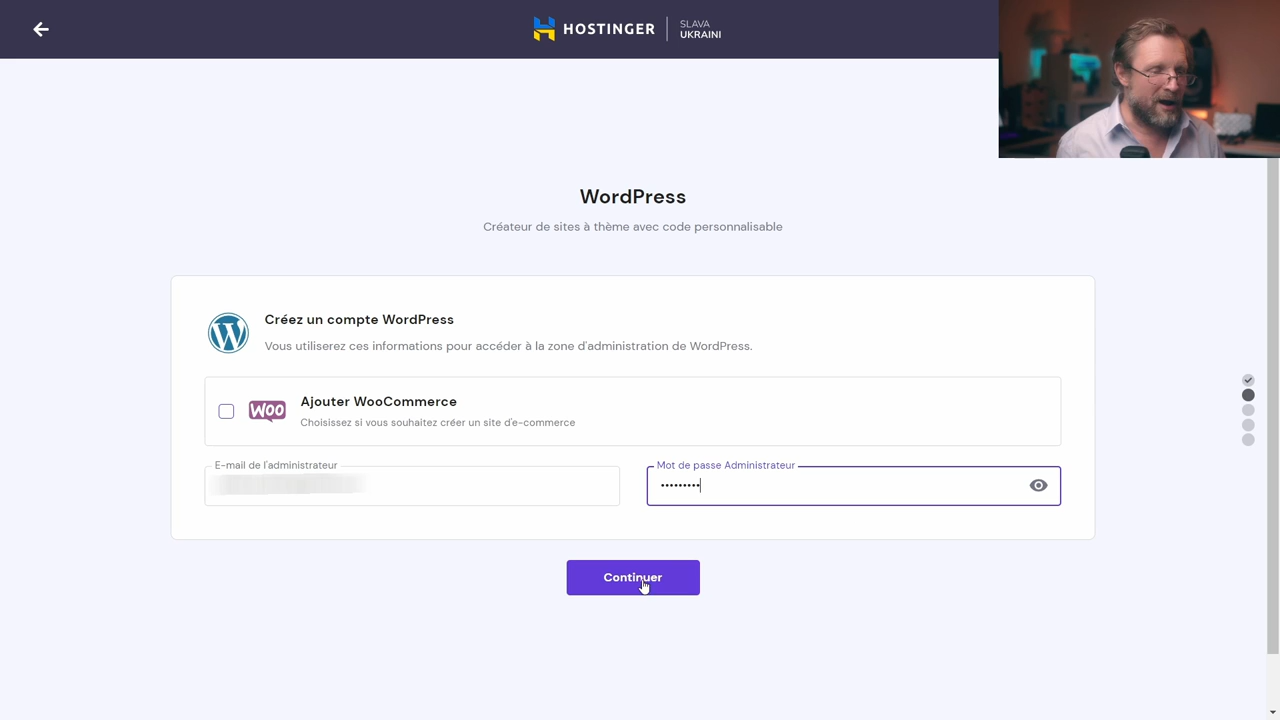 HOSTINGER
SLAVA
UKRAINI
WordPress
Créateur de sites à thème avec code personnalisable
Créez un compte WordPress
Vous utiliserez ces informations pour accéder à la zone d'administration de WordPress.
WOO
Ajouter WooCommerce
Choisissez si vous souhaitez créer un site d'e-commerce
E-mail de l'administrateur
Mot de passe Administrateur
•••••••••
Continuer